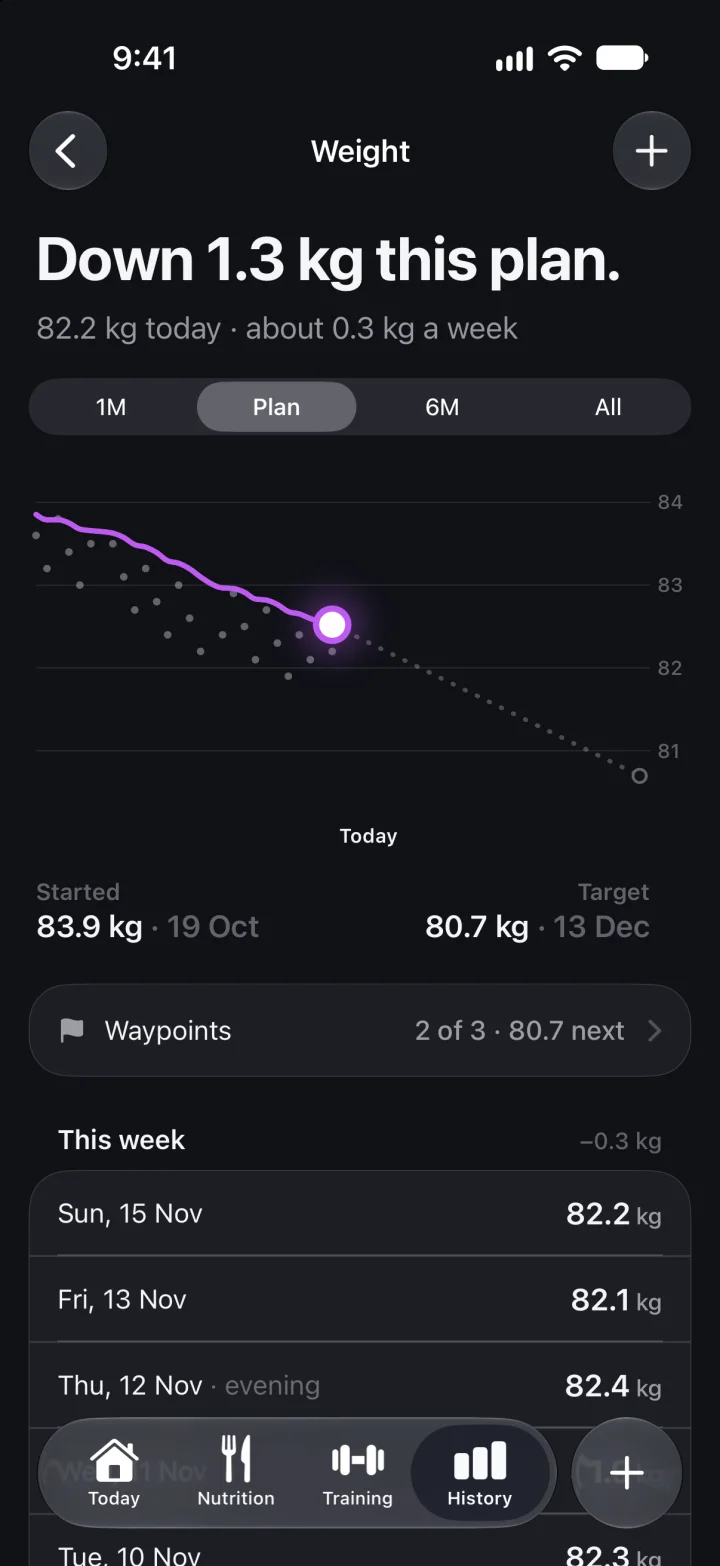 9:41
Weight
Down 1.3 kg this plan.
82.2 kg today · about 0.3 kg a week
1M Plan 6M All
84
83
82
81
Today
Started Target
83.9 kg · 19 Oct 80.7 kg · 13 Dec
Waypoints 2 of 3 · 80.7 next
This week −0.3 kg
Sun, 15 Nov 82.2 kg
Fri, 13 Nov 82.1 kg
Thu, 12 Nov · evening 82.4 kg
Today Nutrition Training History
Tue, 10 Nov 82.3 kg